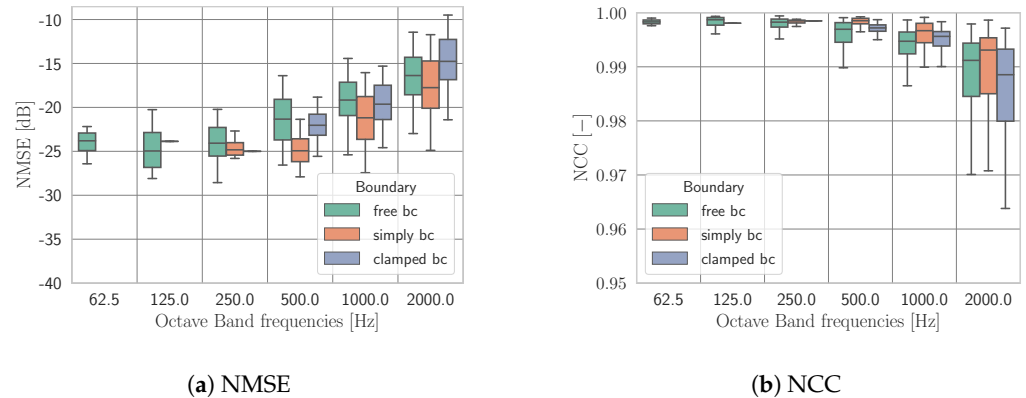 -10
-15
-20
-25
-30
-35
-40
NMSE [dB]
62.5 125.0 250.0 500.0 1000.0 2000.0
Octave Band frequencies [Hz]
Boundary
free bc
simply bc
clamped bc
(a) NMSE
1.00
0.99
0.98
0.97
0.96
0.95
NCC [−]
62.5 125.0 250.0 500.0 1000.0 2000.0
Octave Band frequencies [Hz]
Boundary
free bc
simply bc
clamped bc
(b) NCC